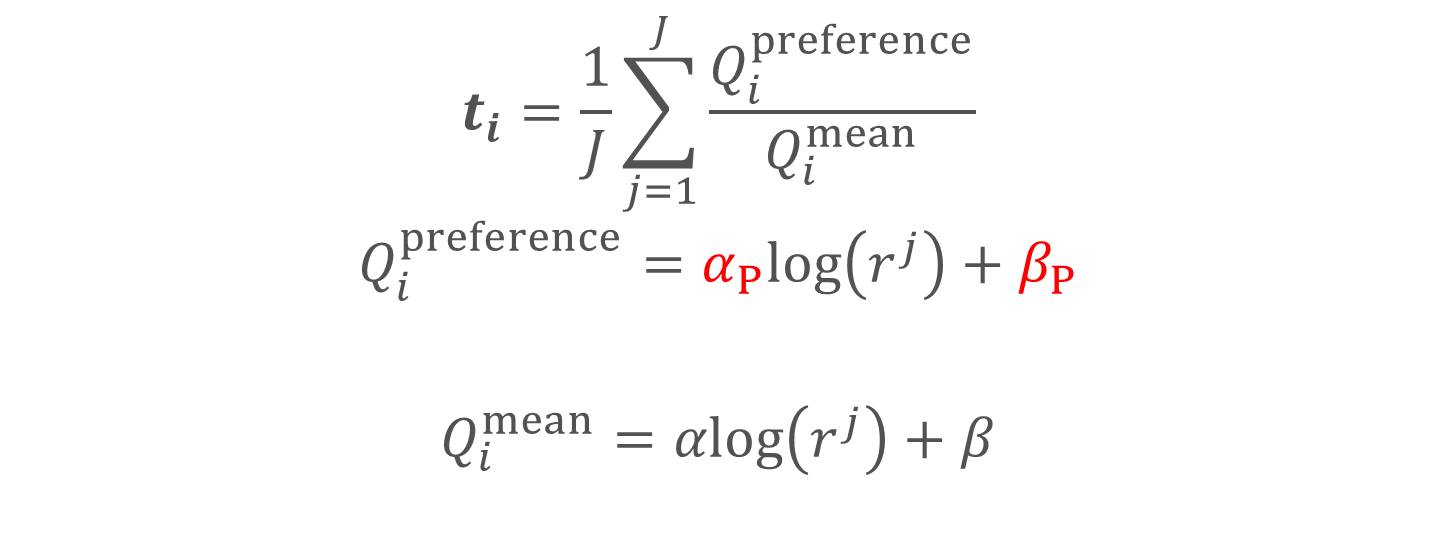 $\boldsymbol{t_i} = \frac{1}{J} \sum_{j=1}^{J} \frac{Q_i^{\text{preference}}}{Q_i^{\text{mean}}}$
$Q_i^{\text{preference}} = \alpha_{\text{P}} \log(r^j) + \beta_{\text{P}}$
$Q_i^{\text{mean}} = \alpha \log(r^j) + \beta$